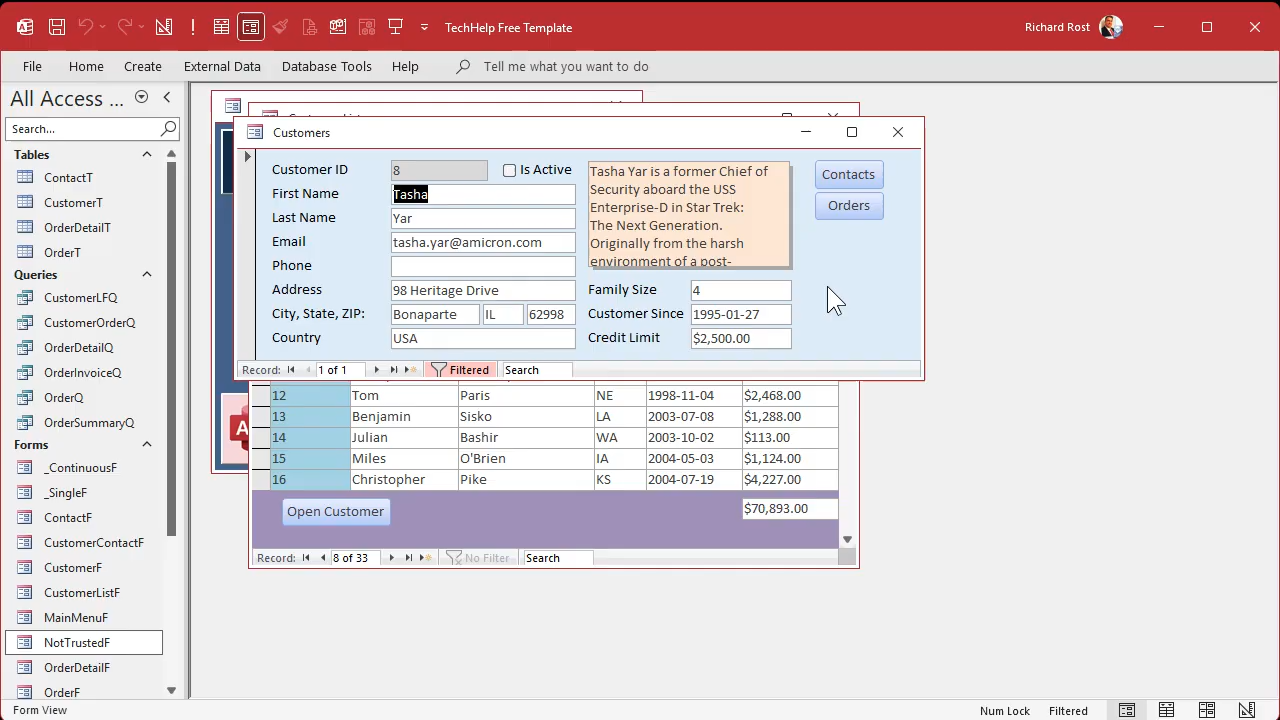 TechHelp Free Template
Richard Rost
File Home Create External Data Database Tools Help Tell me what you want to do
All Access ...
Search...
Tables
ContactT
CustomerT
OrderDetailT
OrderT
Queries
CustomerLFQ
CustomerOrderQ
OrderDetailQ
OrderInvoiceQ
OrderQ
OrderSummaryQ
Forms
_ContinuousF
_SingleF
ContactF
CustomerContactF
CustomerF
CustomerListF
MainMenuF
NotTrustedF
OrderDetailF
OrderF
Customers
Customer ID 8 Is Active
First Name Tasha
Last Name Yar
Email tasha.yar@amicron.com
Phone
Address 98 Heritage Drive
City, State, ZIP: Bonaparte IL 62998
Country USA
Tasha Yar is a former Chief of
Security aboard the USS
Enterprise-D in Star Trek:
The Next Generation.
Originally from the harsh
environment of a post-
Family Size 4
Customer Since 1995-01-27
Credit Limit $2,500.00
Contacts
Orders
Record: 1 of 1 Filtered Search
12 Tom Paris NE 1998-11-04 $2,468.00
13 Benjamin Sisko LA 2003-07-08 $1,288.00
14 Julian Bashir WA 2003-10-02 $113.00
15 Miles O'Brien IA 2004-05-03 $1,124.00
16 Christopher Pike KS 2004-07-19 $4,227.00
Open Customer $70,893.00
Record: 8 of 33 No Filter Search
Form View Num Lock Filtered